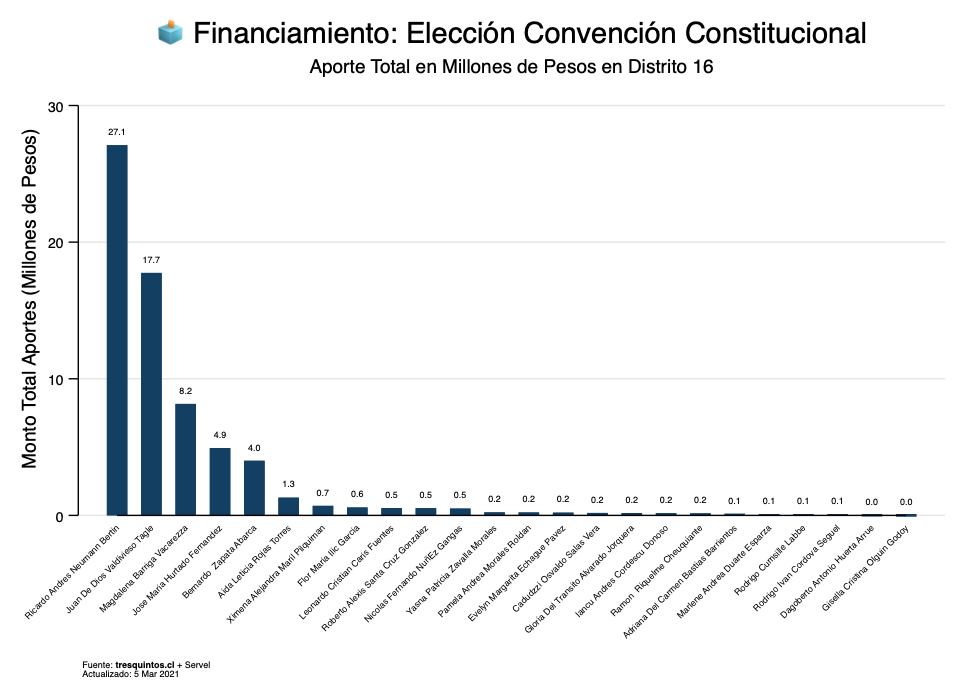 Financiamiento: Elección Convención Constitucional
Aporte Total en Millones de Pesos en Distrito 16
Monto Total Aportes (Millones de Pesos)
30
20
10
0
27.1
17.7
8.2
4.9
4.0
1.3
0.7
0.6
0.5
0.5
0.5
0.2
0.2
0.2
0.2
0.2
0.2
0.2
0.1
0.1
0.1
0.1
0.0
0.0
Ricardo Andres Neumann Bertin
Juan De Dios Valdivieso Tagle
Magdalena Barriga Vacarezza
Jose Maria Hurtado Fernandez
Bernardo Zapata Abarca
Aida Leticia Rojas Torres
Ximena Alejandra Maril Pilquiman
Flor Maria Ilic Garcia
Leonardo Cristian Caris Fuentes
Roberto Alexis Santa Cruz Gonzalez
Nicolas Fernando NuñEz Gangas
Yasna Patricia Zavalla Morales
Pamela Andrea Morales Roldan
Evelyn Margarita Echague Pavez
Cadudzzi Osvaldo Salas Vera
Gloria Del Transito Alvarado Jorquera
Iancu Andres Cordescu Donoso
Ramon Riquelme Cheuquiante
Adriana Del Carmen Bastias Barrientos
Marlene Andrea Duarte Esparza
Rodrigo Cumsille Labbe
Rodrigo Ivan Cordova Seguel
Dagoberto Antonio Huerta Arrue
Gisella Cristina Olguin Godoy
Fuente: tresquintos.cl + Servel
Actualizado: 5 Mar 2021